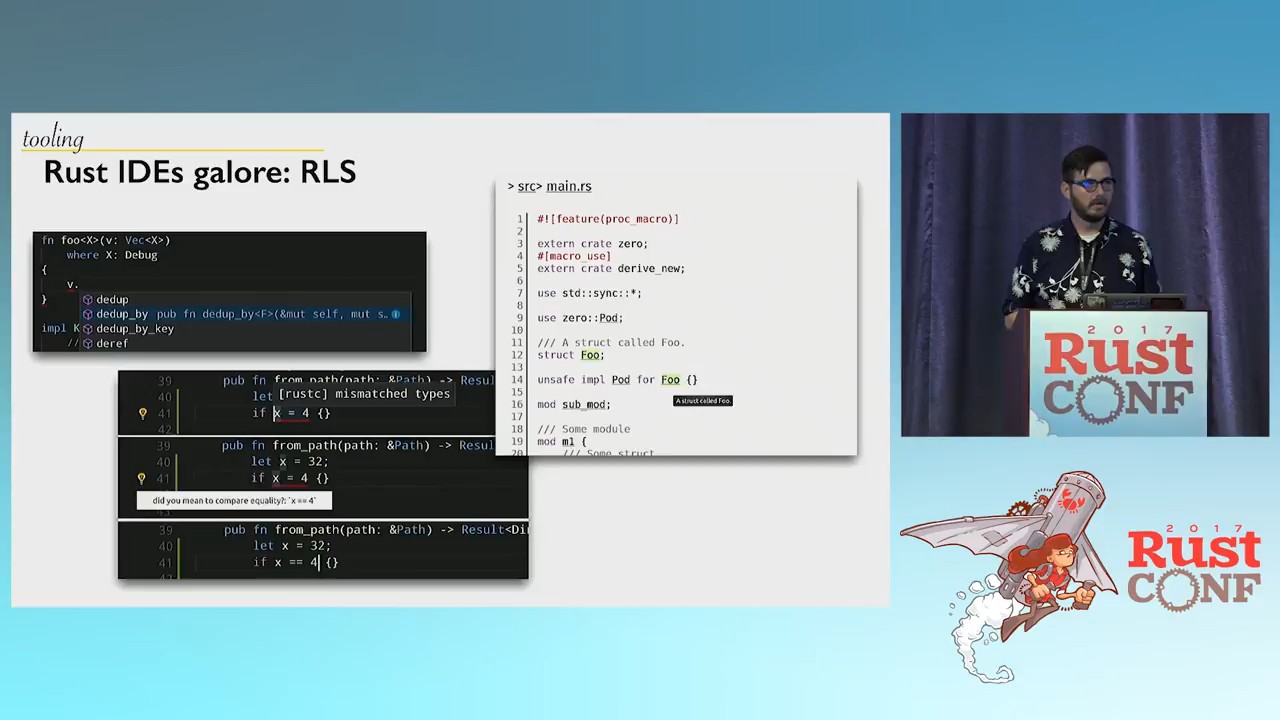 tooling
Rust IDEs galore: RLS
fn foo<X>(v: Vec<X>)
where X: Debug
{
v.
}
dedup
dedup_by pub fn dedup_by<F>(&mut self, mut s…
dedup_by_key
deref
impl K
//
39 pub fn from_path(path: &Path) -> Resul
40 let
[rustc] mismatched types
41 if x = 4 {}
42
39 pub fn from_path(path: &Path) -> Resul
40 let x = 32;
41 if x = 4 {}
did you mean to compare equality?: `x == 4`
39 pub fn from_path(path: &Path) -> Result<Di
40 let x = 32;
41 if x == 4 {}
> src> main.rs
1 #![feature(proc_macro)]
2
3 extern crate zero;
4 #[macro_use]
5 extern crate derive_new;
6
7 use std::sync::*;
8
9 use zero::Pod;
10
11 /// A struct called Foo.
12 struct Foo;
13
14 unsafe impl Pod for Foo {}
15
A struct called Foo.
16 mod sub_mod;
17
18 /// Some module
19 mod m1 {
20 /// Some struct
2017
Rust
CONF
2017
Rust
CONF